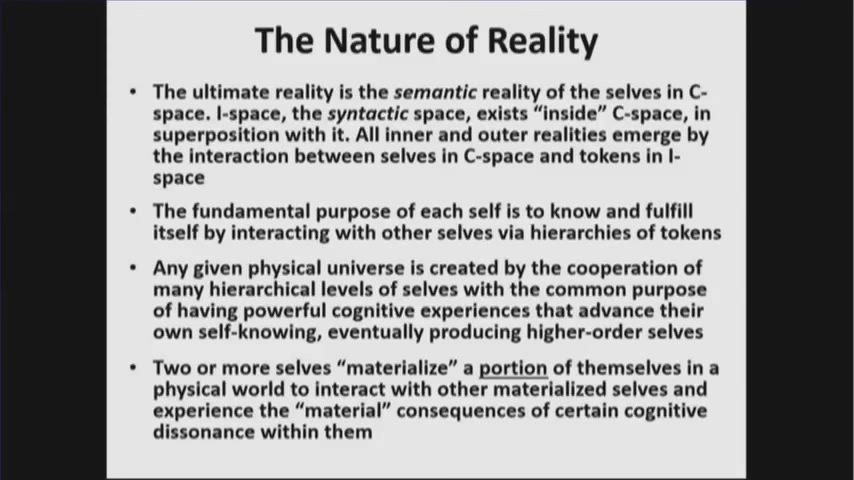 The Nature of Reality
• The ultimate reality is the semantic reality of the selves in C-
space. I-space, the syntactic space, exists “inside” C-space, in
superposition with it. All inner and outer realities emerge by
the interaction between selves in C-space and tokens in I-
space
• The fundamental purpose of each self is to know and fulfill
itself by interacting with other selves via hierarchies of tokens
• Any given physical universe is created by the cooperation of
many hierarchical levels of selves with the common purpose
of having powerful cognitive experiences that advance their
own self-knowing, eventually producing higher-order selves
• Two or more selves “materialize” a portion of themselves in a
physical world to interact with other materialized selves and
experience the “material” consequences of certain cognitive
dissonance within them